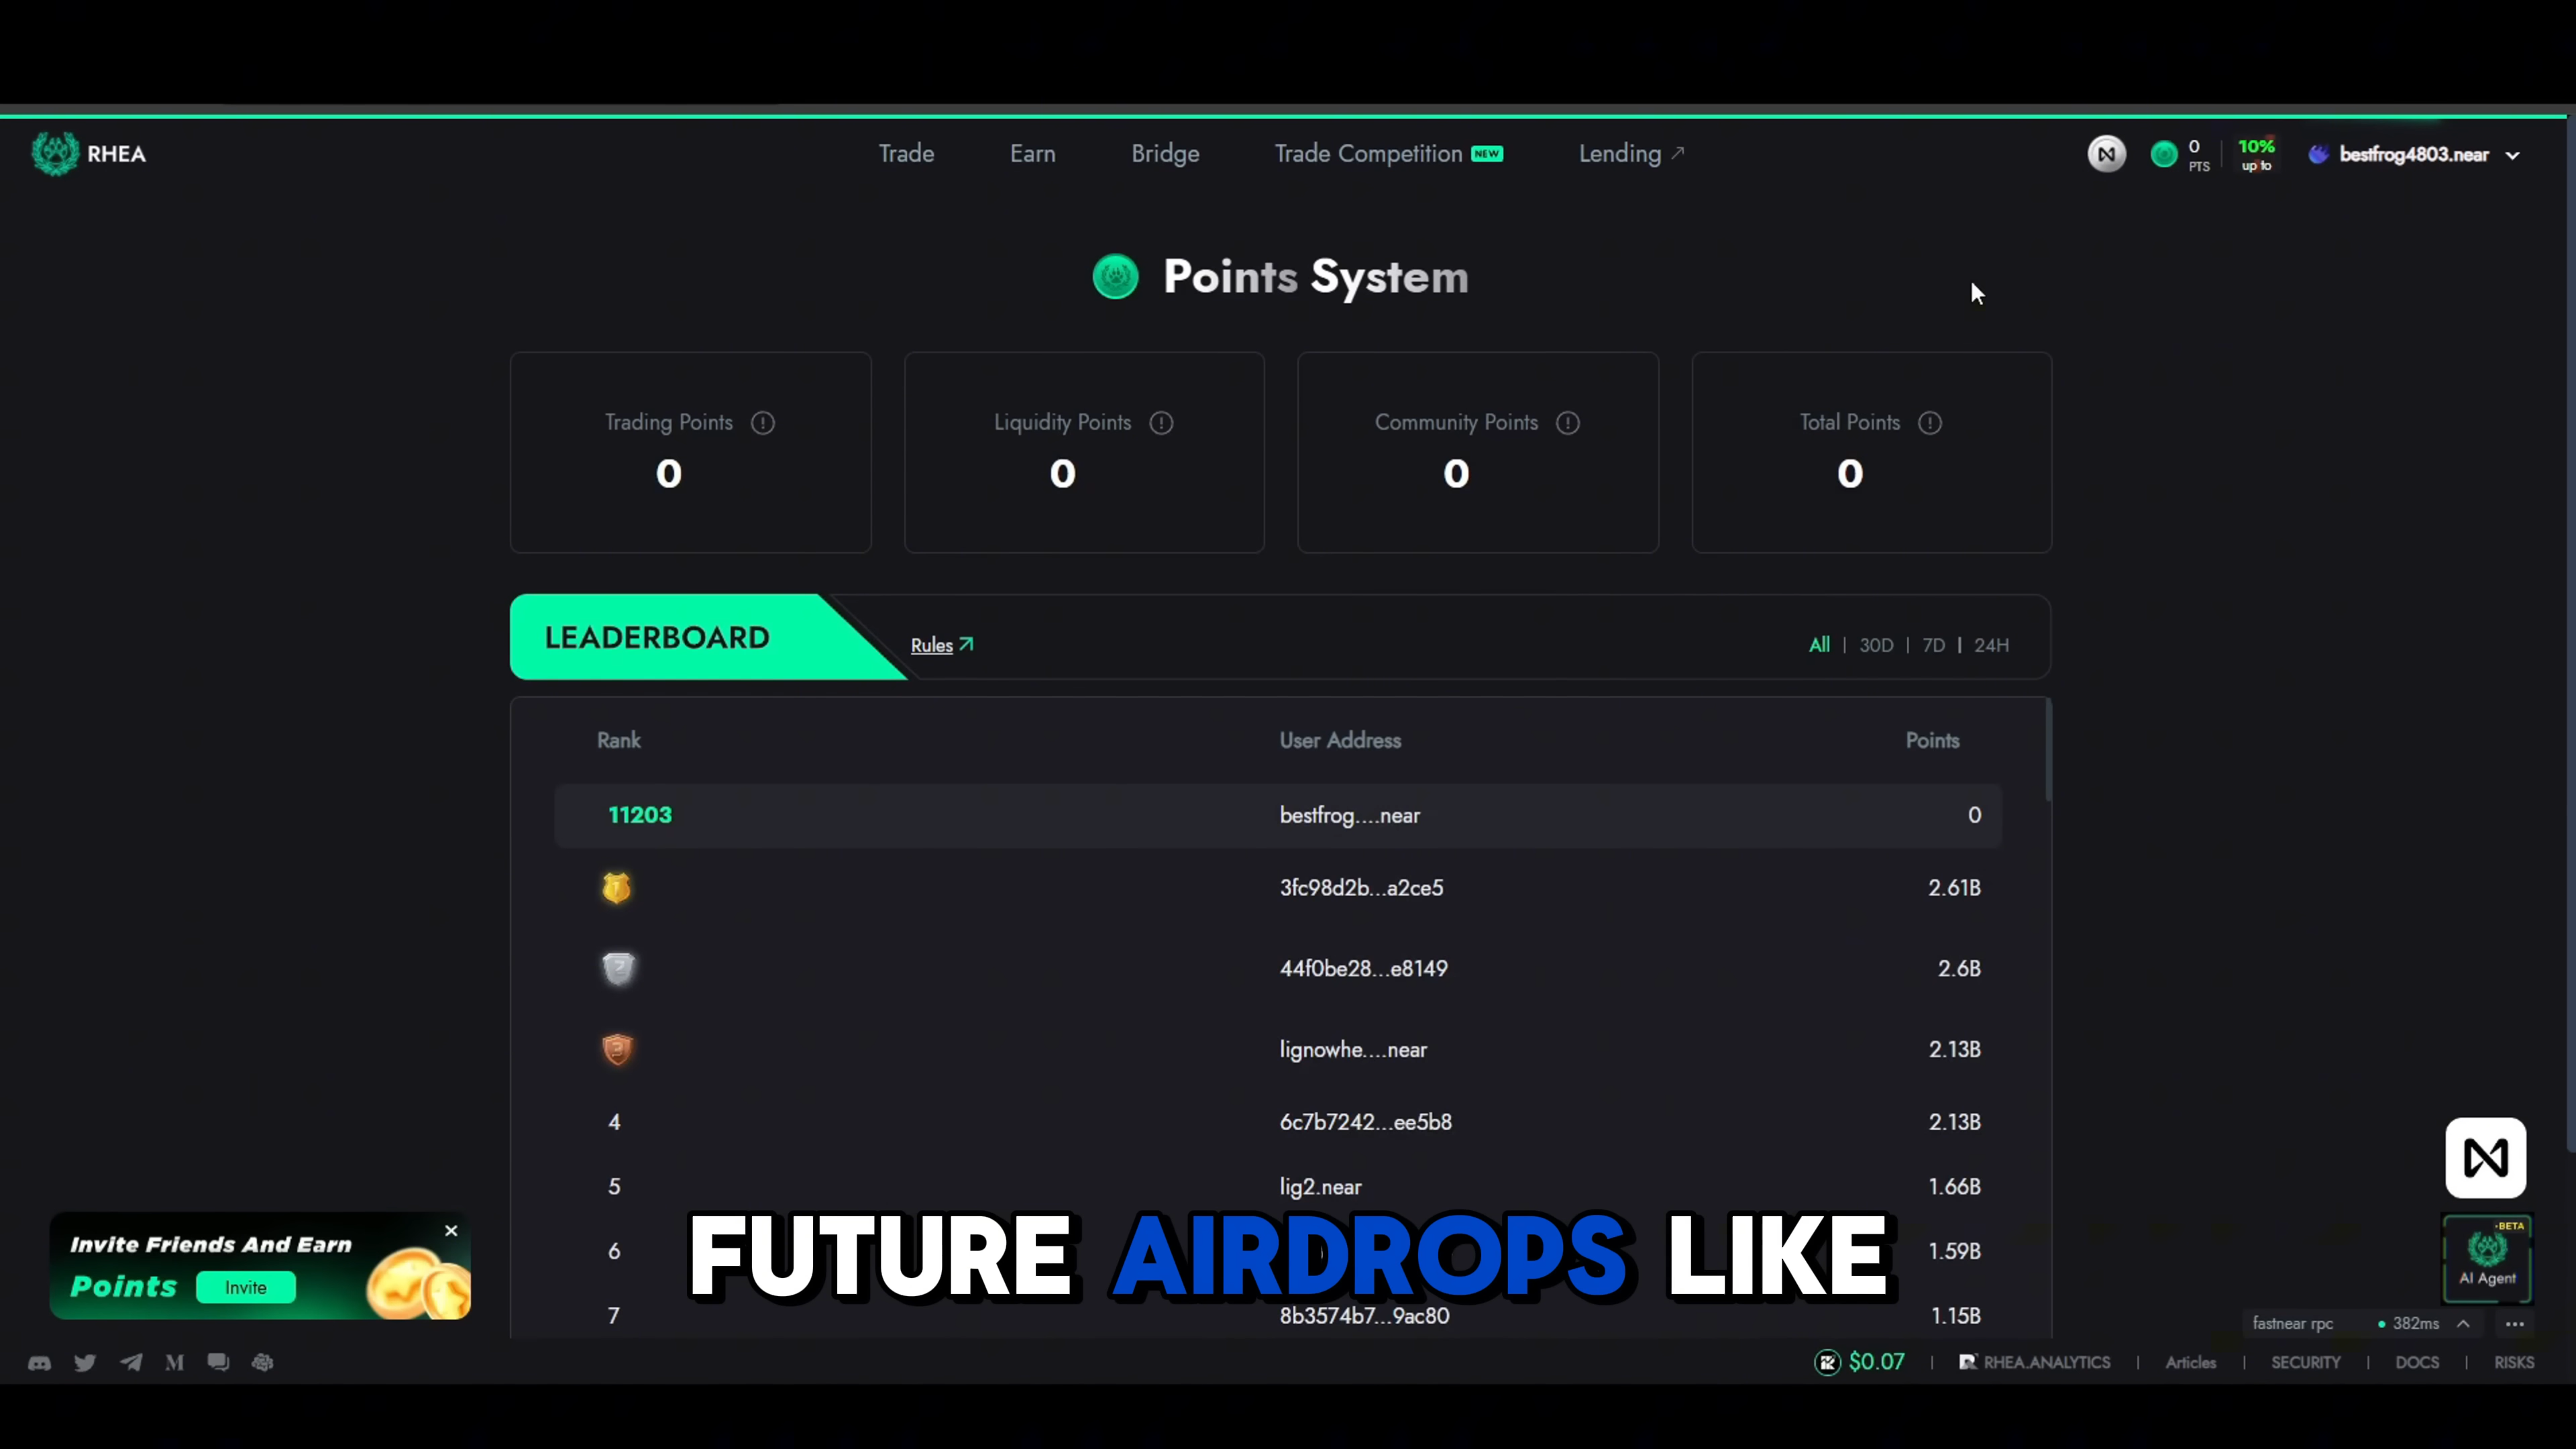 RHEA
Trade
Earn
Bridge
Trade Competition NEW
Lending
0
PTS
10%
up to
bestfrog4803.near
Points System
Trading Points
0
Liquidity Points
0
Community Points
0
Total Points
0
LEADERBOARD
Rules
All | 30D | 7D | 24H
Rank User Address Points
11203 bestfrog....near 0
1 3fc98d2b...a2ce5 2.61B
2 44f0be28...e8149 2.6B
3 lignowhe....near 2.13B
4 6c7b7242...ee5b8 2.13B
5 lig2.near 1.66B
6 1.59B
7 8b3574b7...9ac80 1.15B
FUTURE AIRDROPS LIKE
Invite Friends And Earn
Points Invite
BETA
AI Agent
fastnear rpc 382ms
$0.07 | RHEA.ANALYTICS | Articles | SECURITY | DOCS | RISKS